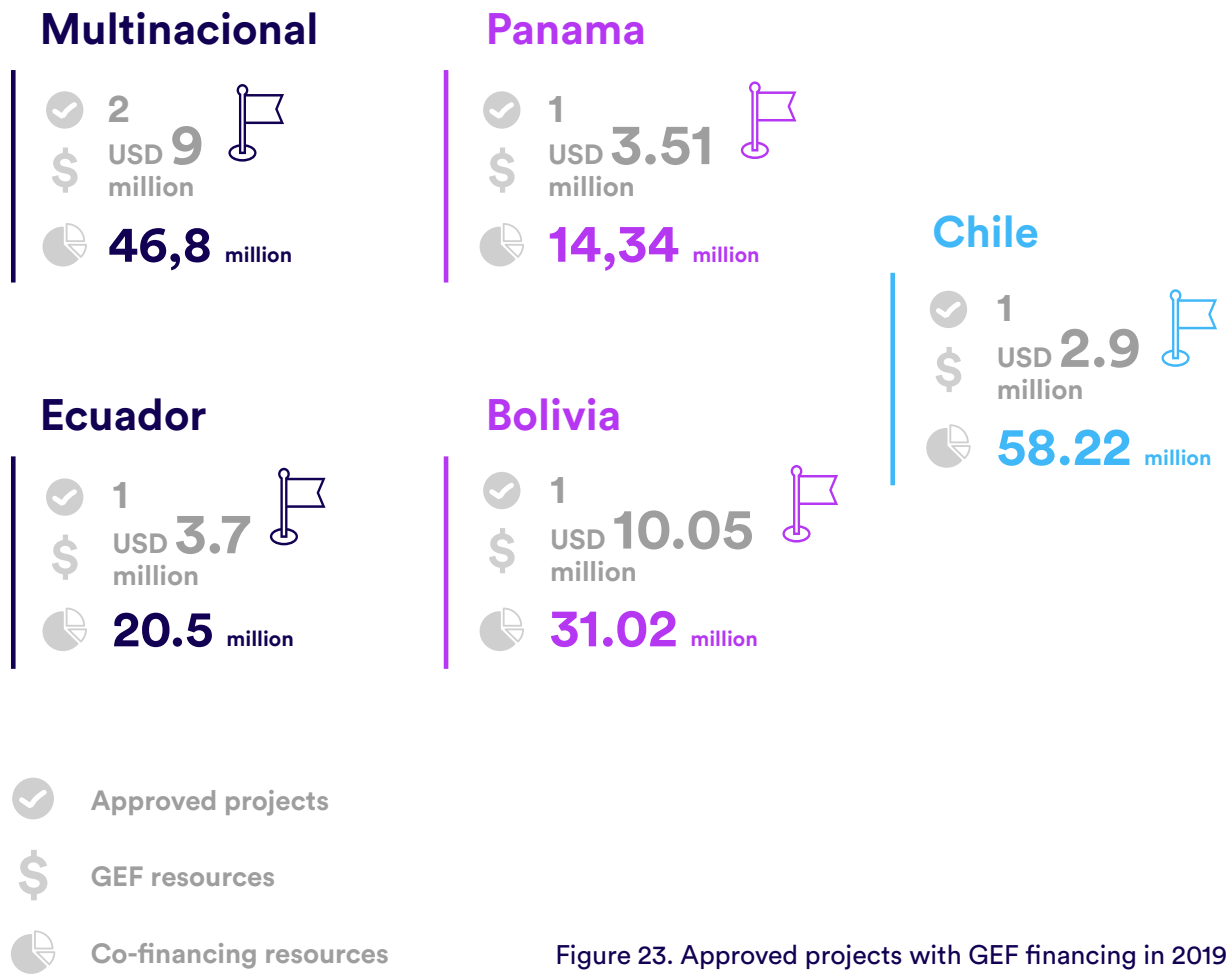 Multinacional
2
USD 9
million
46,8 million
Panama
1
USD 3.51
million
14,34 million
Chile
1
USD 2.9
million
58.22 million
Ecuador
1
USD 3.7
million
20.5 million
Bolivia
1
USD 10.05
million
31.02 million
Approved projects
$ GEF resources
Co-financing resources
Figure 23. Approved projects with GEF financing in 2019